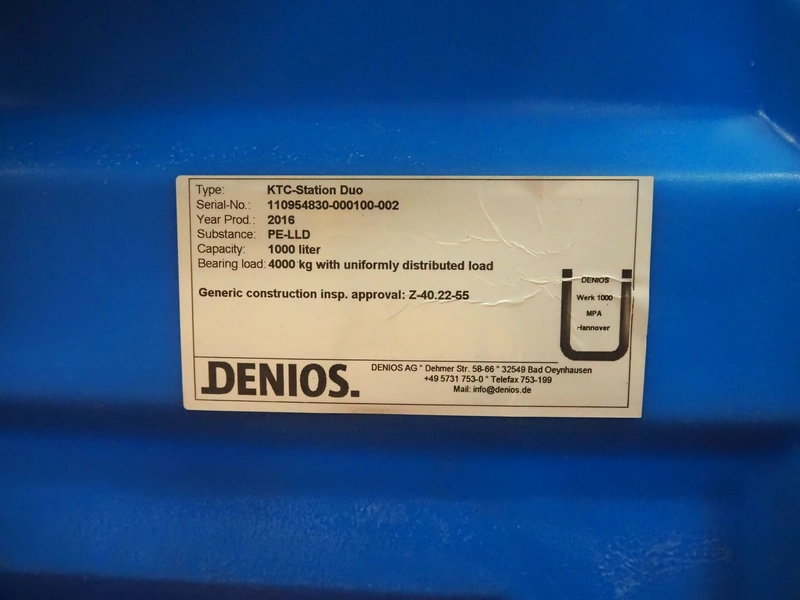 Type: KTC-Station Duo
Serial-No.: 110954830-000100-002
Year Prod.: 2016
Substance: PE-LLD
Capacity: 1000 liter
Bearing load: 4000 kg with uniformly distributed load
Generic construction insp. approval: Z-40.22-55
DENIOS
Werk 1000
MPA
Hannover
DENIOS.
DENIOS AG * Dehmer Str. 58-66 * 32549 Bad Oeynhausen
+49 5731 753-0 * Telefax 753-199
Mail: info@denios.de